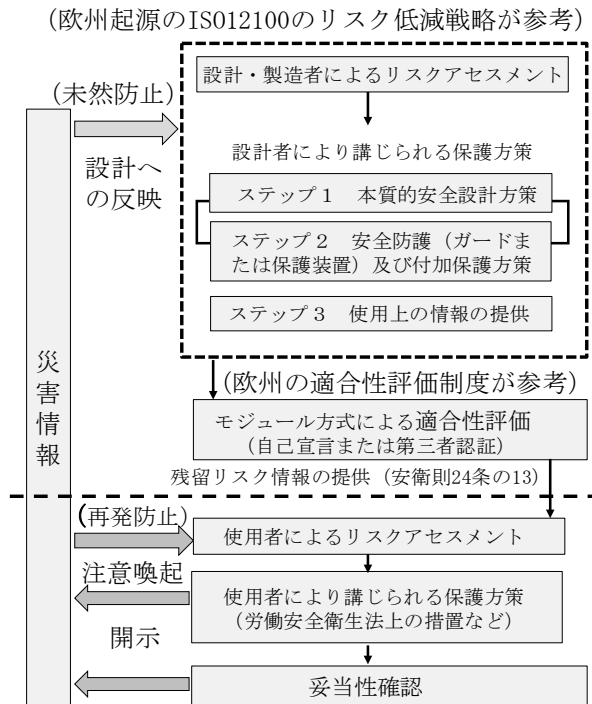 (欧州起源のISO12100のリスク低減戦略が参考)
設計・製造者によるリスクアセスメント
(未然防止)
設計者により講じられる保護方策
設計へ
の反映
ステップ１　本質的安全設計方策
ステップ２　安全防護（ガードま
たは保護装置）及び付加保護方策
ステップ３　使用上の情報の提供
災害情報
(欧州の適合性評価制度が参考)
モジュール方式による適合性評価
(自己宣言または第三者認証)
残留リスク情報の提供（安衛則24条の13）
(再発防止)
使用者によるリスクアセスメント
注意喚起
使用者により講じられる保護方策
（労働安全衛生法上の措置など）
開示
妥当性確認